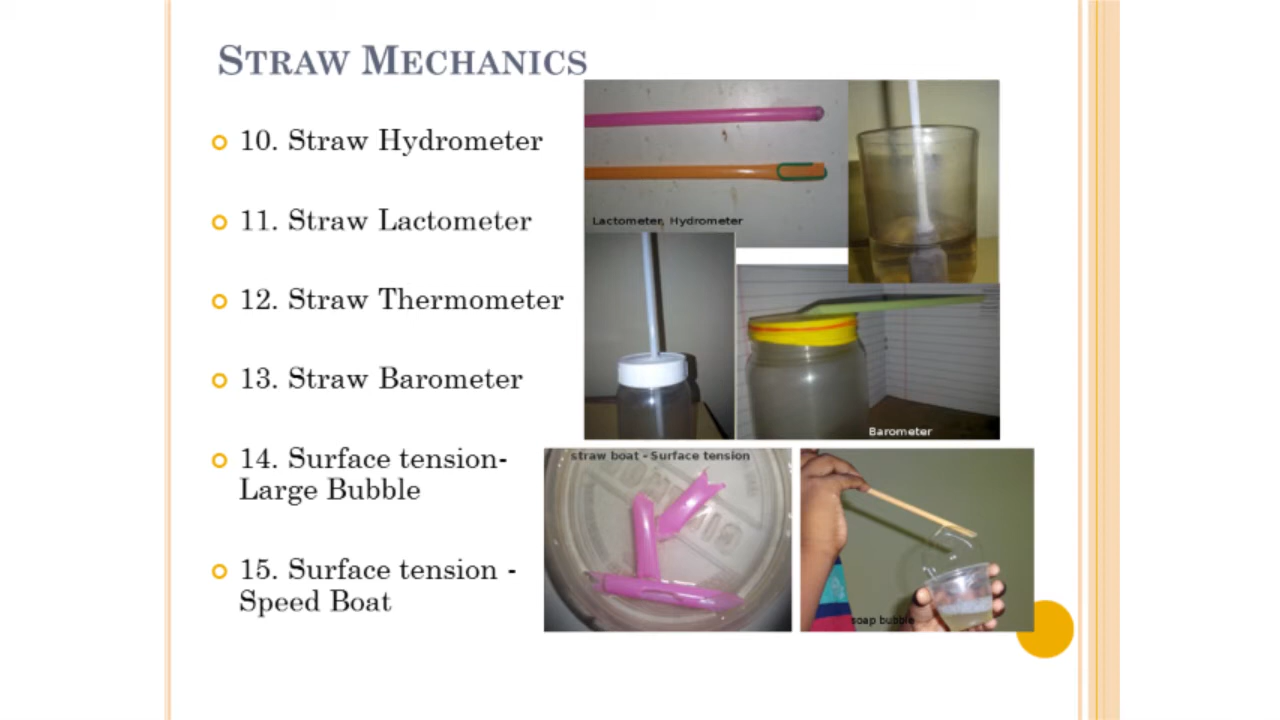 STRAW MECHANICS
10. Straw Hydrometer
11. Straw Lactometer
12. Straw Thermometer
13. Straw Barometer
14. Surface tension-
Large Bubble
15. Surface tension -
Speed Boat
Lactometer, Hydrometer
Barometer
straw boat - Surface tension
soap bubble